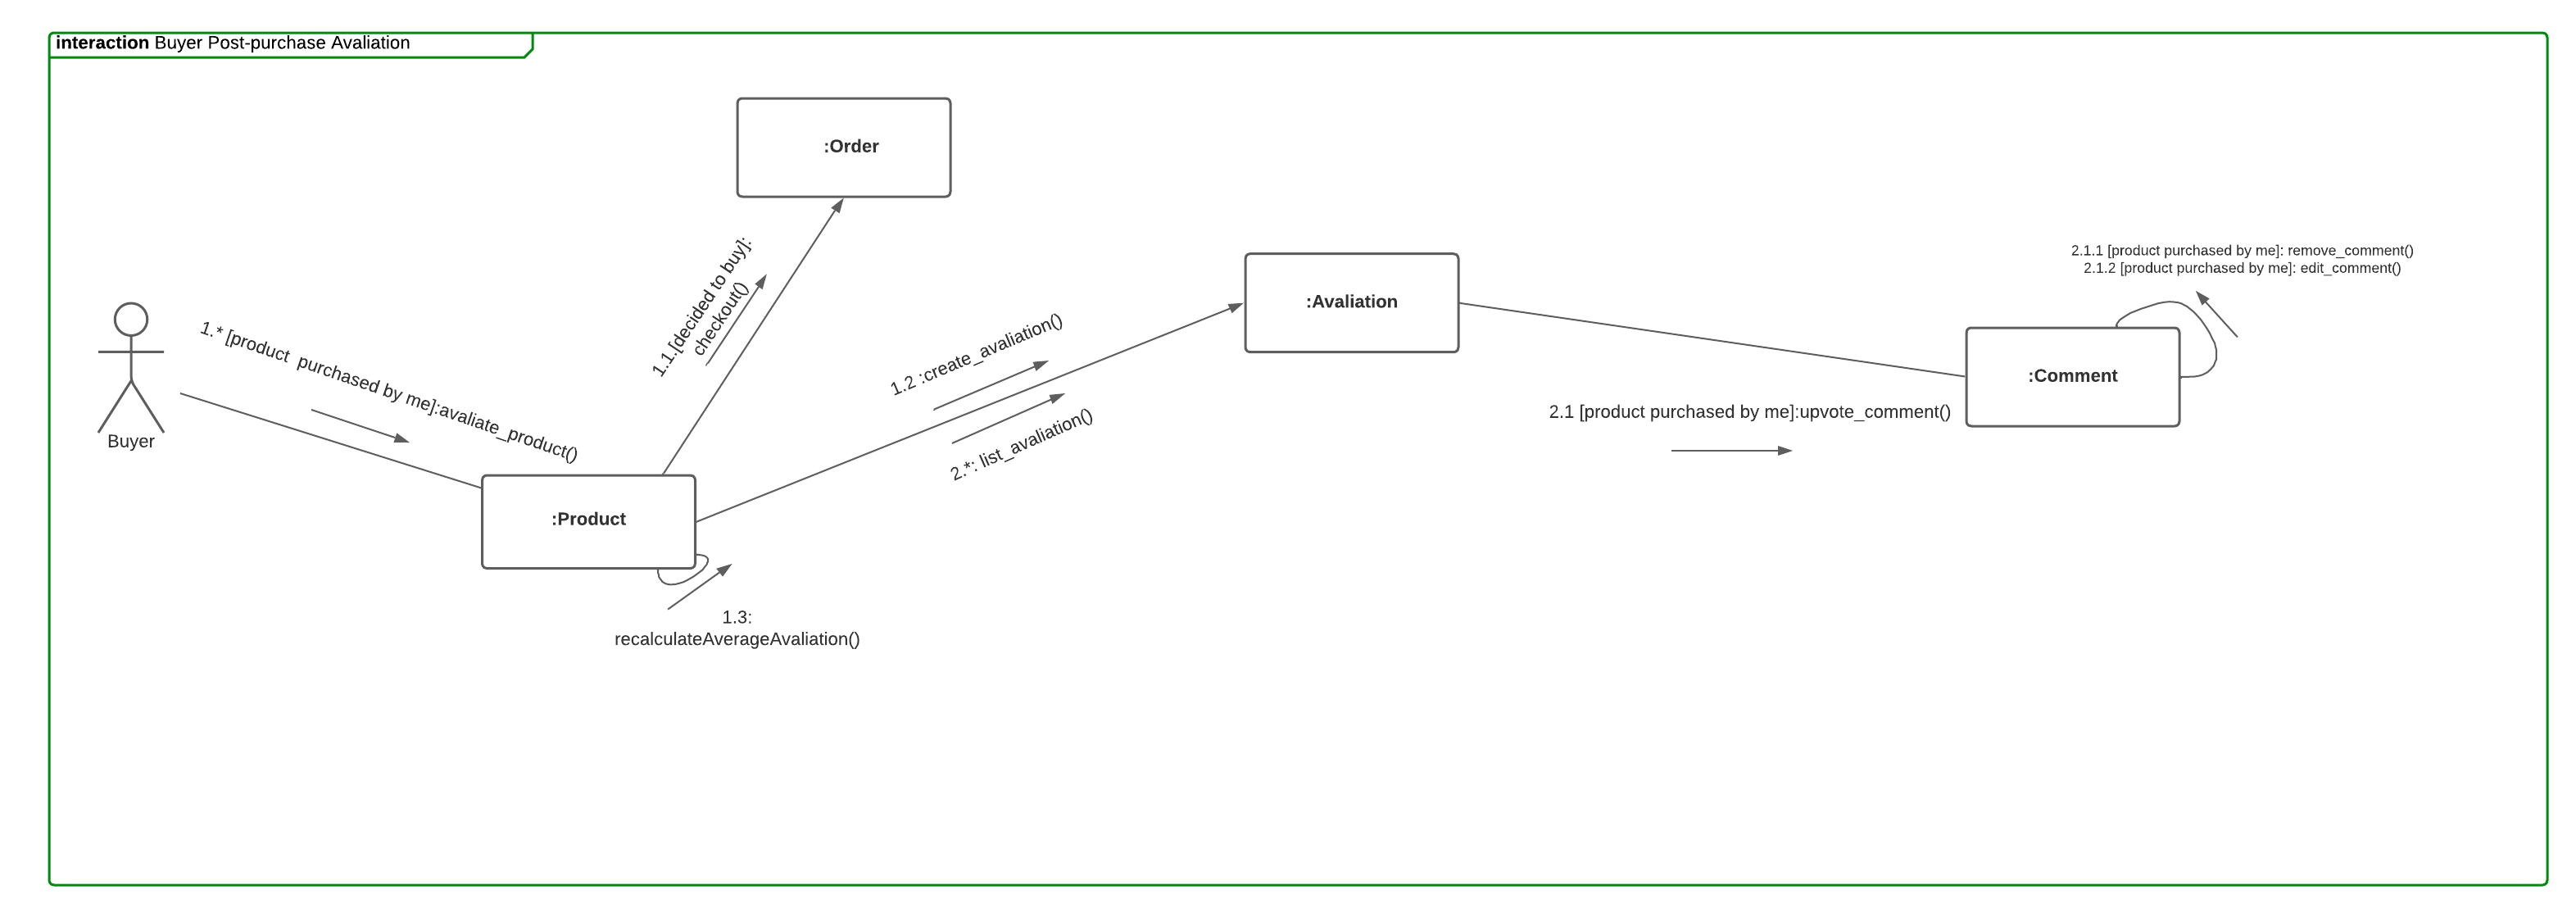 interaction Buyer Post-purchase Avaliation
:Order
1.1.[decided to buy]:
checkout()
2.1.1 [product purchased by me]: remove_comment()
2.1.2 [product purchased by me]: edit_comment()
:Avaliation
1.* [product  purchased by me]:avaliate_product()
1.2 :create_avaliation()
:Comment
2.1 [product purchased by me]:upvote_comment()
Buyer
2.*: list_avaliation()
:Product
1.3:
recalculateAverageAvaliation()